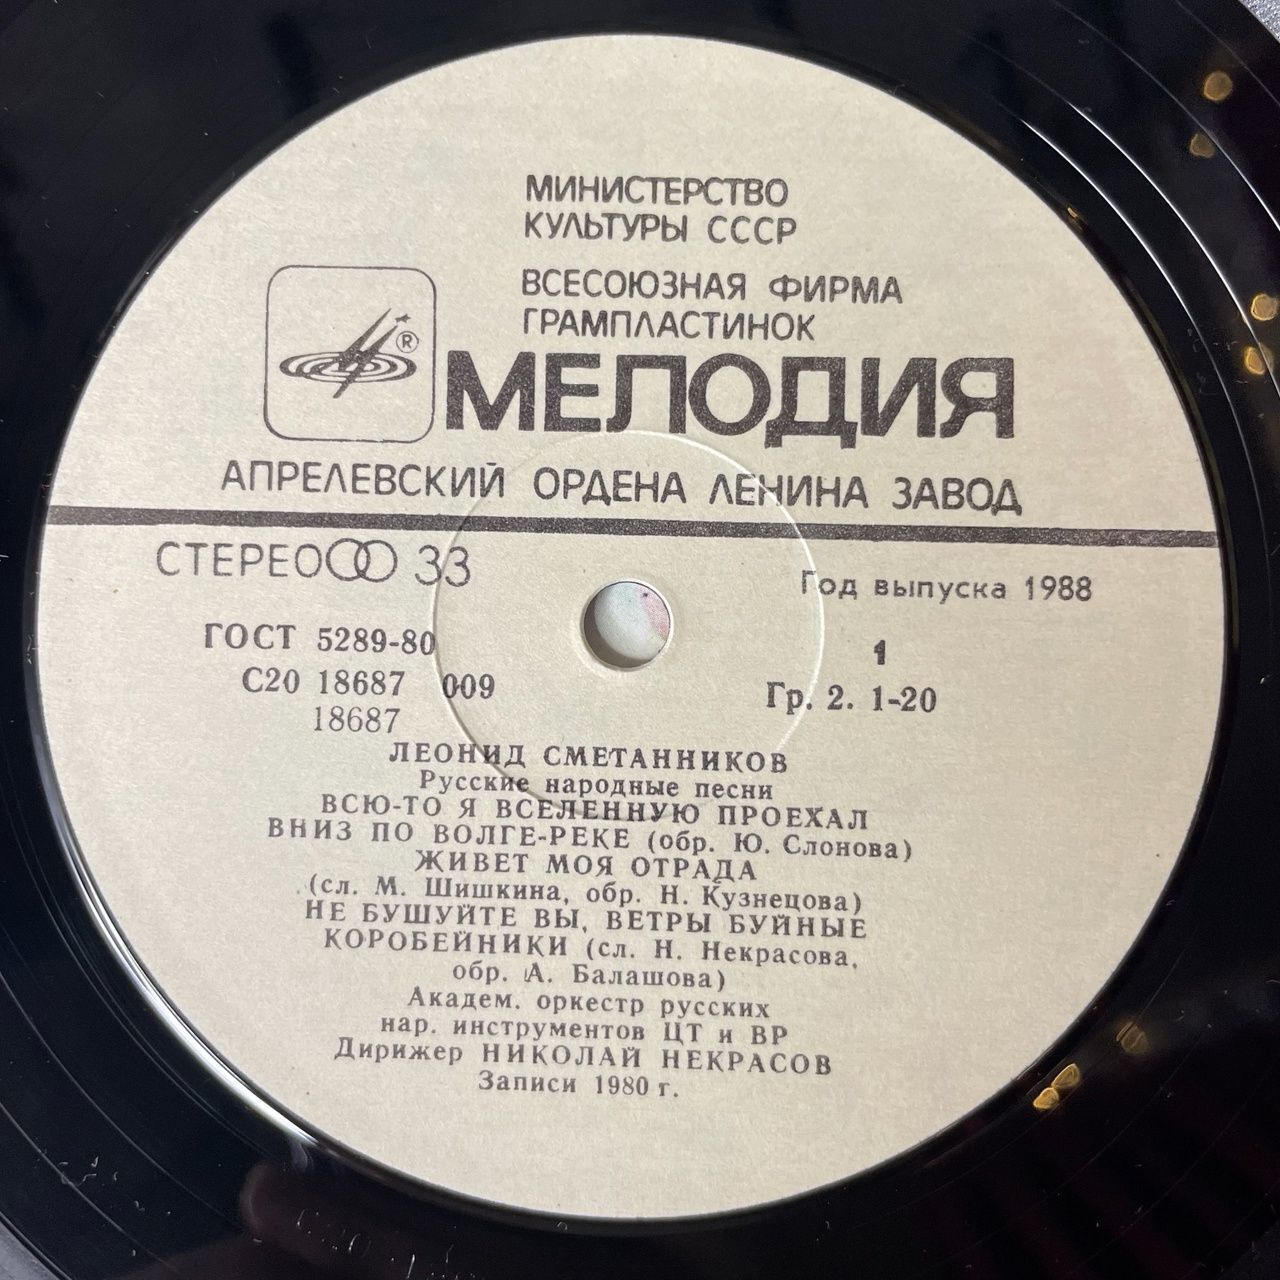 МИНИСТЕРСТВО
КУЛЬТУРЫ СССР
ВСЕСОЮЗНАЯ ФИРМА
ГРАМПЛАСТИНОК
®
МЕЛОДИЯ
АПРЕЛЕВСКИЙ ОРДЕНА ЛЕНИНА ЗАВОД
СТЕРЕО 33
Год выпуска 1988
ГОСТ 5289-80
1
С20 18687 009
Гр. 2. 1-20
18687
ЛЕОНИД СМЕТАННИКОВ
Русские народные песни
ВСЮ-ТО Я ВСЕЛЕННУЮ ПРОЕХАЛ
ВНИЗ ПО ВОЛГЕ-РЕКЕ (обр. Ю. Слонова)
ЖИВЕТ МОЯ ОТРАДА
(сл. М. Шишкина, обр. Н. Кузнецова)
НЕ БУШУЙТЕ ВЫ, ВЕТРЫ БУЙНЫЕ
КОРОБЕЙНИКИ (сл. Н. Некрасова,
обр. А. Балашова)
Академ. оркестр русских
нар. инструментов ЦТ и ВР
Дирижер НИКОЛАЙ НЕКРАСОВ
Записи 1980 г.